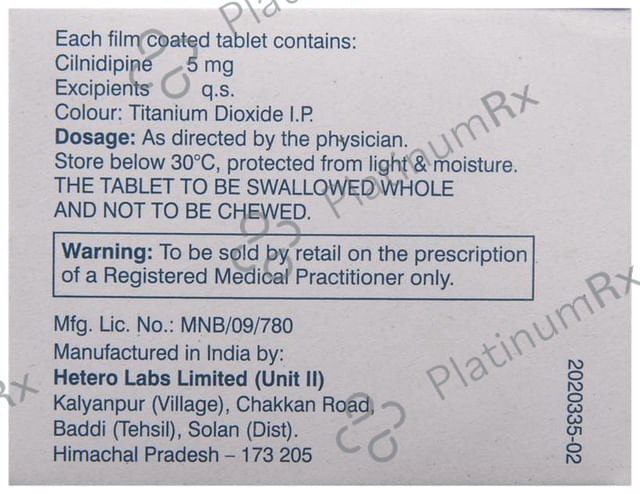 Each film coated tablet contains:
Cilnidipine 5 mg
Excipients q.s.
Colour: Titanium Dioxide I.P.
Dosage: As directed by the physician.
Store below 30°C, protected from light & moisture.
THE TABLET TO BE SWALLOWED WHOLE
AND NOT TO BE CHEWED.
Warning: To be sold by retail on the prescription
of a Registered Medical Practitioner only.
Mfg. Lic. No.: MNB/09/780
Manufactured in India by:
Hetero Labs Limited (Unit II)
Kalyanpur (Village), Chakkan Road,
Baddi (Tehsil), Solan (Dist).
Himachal Pradesh – 173 205
2020335-02
PlatinumRx
PlatinumRx
Platin
Rx